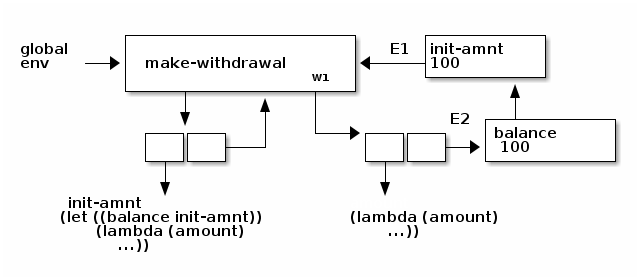 global
env
make-withdrawal
W1
E1
init-amnt
100
E2
balance
100
init-amnt
(let ((balance init-amnt))
(lambda (amount)
...))
(lambda (amount)
...))